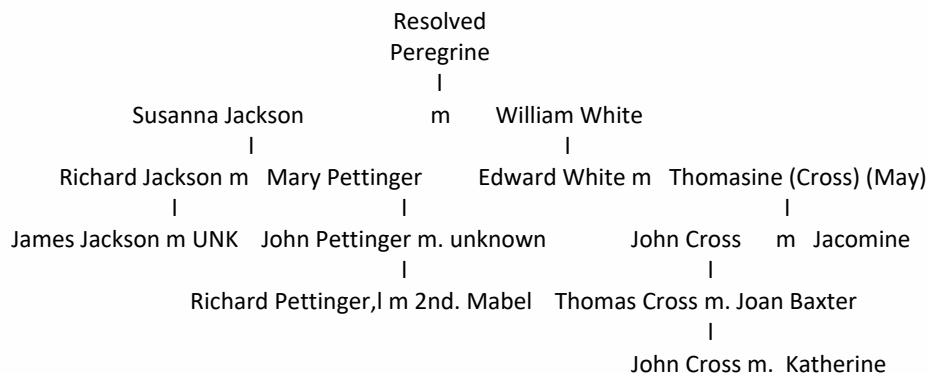 Resolved
Peregrine
l
Susanna Jackson m William White
l l
Richard Jackson m Mary Pettinger Edward White m Thomasine (Cross) (May)
l l l
James Jackson m UNK John Pettinger m. unknown John Cross m Jacomine
l l
Richard Pettinger,l m 2nd. Mabel Thomas Cross m. Joan Baxter
l
John Cross m. Katherine